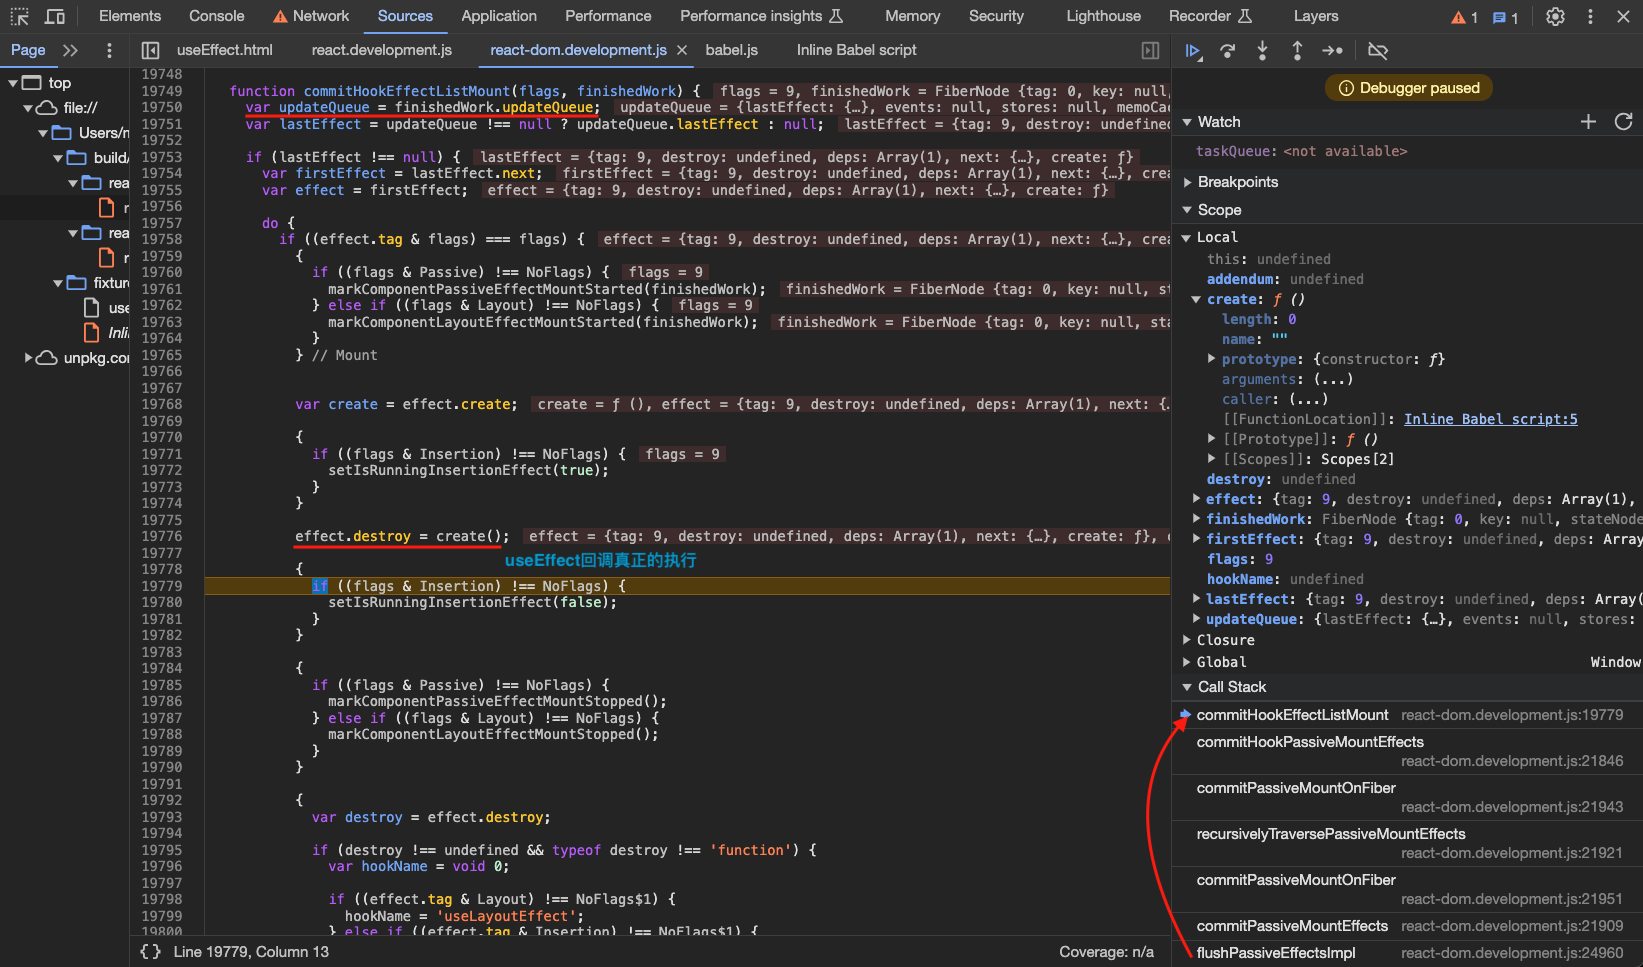 Elements Console Network Sources Application Performance Performance insights Memory Security Lighthouse Recorder Layers 1 1
Page useEffect.html react.development.js react-dom.development.js babel.js Inline Babel script
top
file://
Users/n
build/
rea
r
rea
r
fixture
use
Inli
unpkg.co
19748
19749 function commitHookEffectListMount(flags, finishedWork) { flags = 9, finishedWork = FiberNode {tag: 0, key: null,
19750 var updateQueue = finishedWork.updateQueue; updateQueue = {lastEffect: {…}, events: null, stores: null, memoCa
19751 var lastEffect = updateQueue !== null ? updateQueue.lastEffect : null; lastEffect = {tag: 9, destroy: undefined
19752
19753 if (lastEffect !== null) { lastEffect = {tag: 9, destroy: undefined, deps: Array(1), next: {…}, create: ƒ}
19754 var firstEffect = lastEffect.next; firstEffect = {tag: 9, destroy: undefined, deps: Array(1), next: {…}, crea
19755 var effect = firstEffect; effect = {tag: 9, destroy: undefined, deps: Array(1), next: {…}, create: ƒ}
19756
19757 do {
19758 if ((effect.tag & flags) === flags) { effect = {tag: 9, destroy: undefined, deps: Array(1), next: {…}, crea
19759 {
19760 if ((flags & Passive) !== NoFlags) { flags = 9
19761 markComponentPassiveEffectMountStarted(finishedWork); finishedWork = FiberNode {tag: 0, key: null, st
19762 } else if ((flags & Layout) !== NoFlags) { flags = 9
19763 markComponentLayoutEffectMountStarted(finishedWork); finishedWork = FiberNode {tag: 0, key: null, sta
19764 }
19765 } // Mount
19766
19767
19768 var create = effect.create; create = ƒ (), effect = {tag: 9, destroy: undefined, deps: Array(1), next: {…
19769
19770 {
19771 if ((flags & Insertion) !== NoFlags) { flags = 9
19772 setIsRunningInsertionEffect(true);
19773 }
19774 }
19775
19776 effect.destroy = create(); effect = {tag: 9, destroy: undefined, deps: Array(1), next: {…}, create: ƒ}, c
19777 useEffect回调真正的执行
19778 {
19779 if ((flags & Insertion) !== NoFlags) {
19780 setIsRunningInsertionEffect(false);
19781 }
19782 }
19783
19784 {
19785 if ((flags & Passive) !== NoFlags) {
19786 markComponentPassiveEffectMountStopped();
19787 } else if ((flags & Layout) !== NoFlags) {
19788 markComponentLayoutEffectMountStopped();
19789 }
19790 }
19791
19792 {
19793 var destroy = effect.destroy;
19794
19795 if (destroy !== undefined && typeof destroy !== 'function') {
19796 var hookName = void 0;
19797
19798 if ((effect.tag & Layout) !== NoFlags$1) {
19799 hookName = 'useLayoutEffect';
19800 } else if ((effect.tag & Insertion) !== NoFlags$1) {
{ } Line 19779, Column 13 Coverage: n/a
Debugger paused
Watch
taskQueue: <not available>
Breakpoints
Scope
Local
this: undefined
addendum: undefined
create: ƒ ()
length: 0
name: ""
prototype: {constructor: ƒ}
arguments: (...)
caller: (...)
[[FunctionLocation]]: Inline Babel script:5
[[Prototype]]: ƒ ()
[[Scopes]]: Scopes[2]
destroy: undefined
effect: {tag: 9, destroy: undefined, deps: Array(1),
finishedWork: FiberNode {tag: 0, key: null, stateNode
firstEffect: {tag: 9, destroy: undefined, deps: Array
flags: 9
hookName: undefined
lastEffect: {tag: 9, destroy: undefined, deps: Array(
updateQueue: {lastEffect: {…}, events: null, stores:
Closure
Global Window
Call Stack
commitHookEffectListMount react-dom.development.js:19779
commitHookPassiveMountEffects
react-dom.development.js:21846
commitPassiveMountOnFiber
react-dom.development.js:21943
recursivelyTraversePassiveMountEffects
react-dom.development.js:21921
commitPassiveMountOnFiber
react-dom.development.js:21951
commitPassiveMountEffects react-dom.development.js:21909
flushPassiveEffectsImpl react-dom.development.js:24960